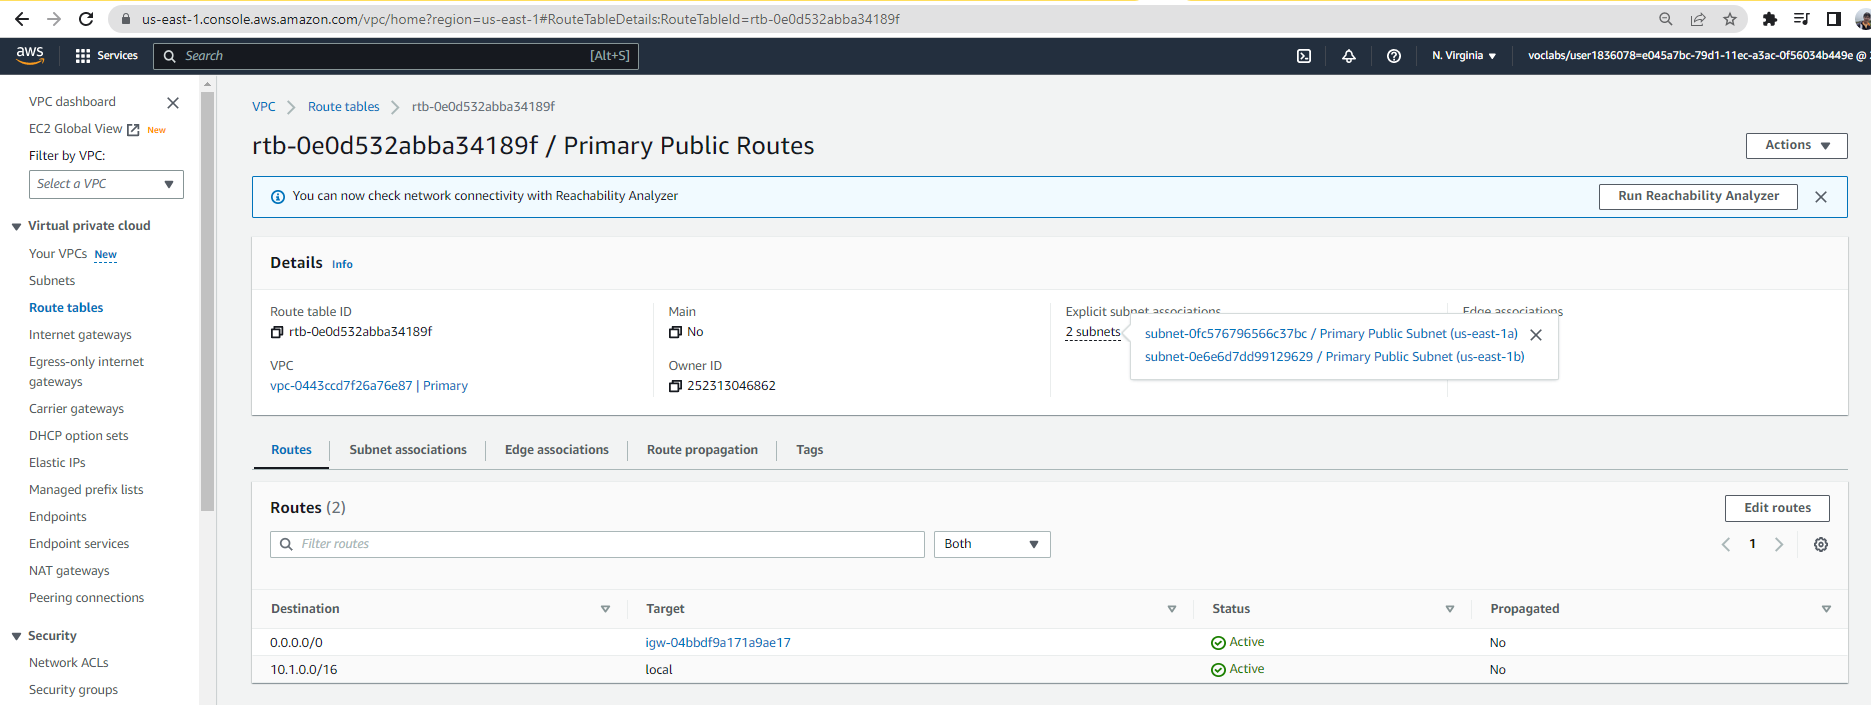 us-east-1.console.aws.amazon.com/vpc/home?region=us-east-1#RouteTableDetails:RouteTableId=rtb-0e0d532abba34189f
aws Services Search [Alt+S] N. Virginia voclabs/user1836078=e045a7bc-79d1-11ec-a3ac-0f56034b449e @
VPC dashboard
EC2 Global View New
Filter by VPC:
Select a VPC
Virtual private cloud
Your VPCs New
Subnets
Route tables
Internet gateways
Egress-only internet
gateways
Carrier gateways
DHCP option sets
Elastic IPs
Managed prefix lists
Endpoints
Endpoint services
NAT gateways
Peering connections
Security
Network ACLs
Security groups
VPC Route tables rtb-0e0d532abba34189f
rtb-0e0d532abba34189f / Primary Public Routes
Actions
You can now check network connectivity with Reachability Analyzer
Run Reachability Analyzer
Details Info
Route table ID
rtb-0e0d532abba34189f
VPC
vpc-0443ccd7f26a76e87 | Primary
Main
No
Owner ID
252313046862
Explicit subnet associations
2 subnets
subnet-0fc576796566c37bc / Primary Public Subnet (us-east-1a)
subnet-0e6e6d7dd99129629 / Primary Public Subnet (us-east-1b)
Edge associations
Routes Subnet associations Edge associations Route propagation Tags
Routes (2)
Edit routes
Filter routes
Both
1
Destination Target Status Propagated
0.0.0.0/0 igw-04bbdf9a171a9ae17 Active No
10.1.0.0/16 local Active No